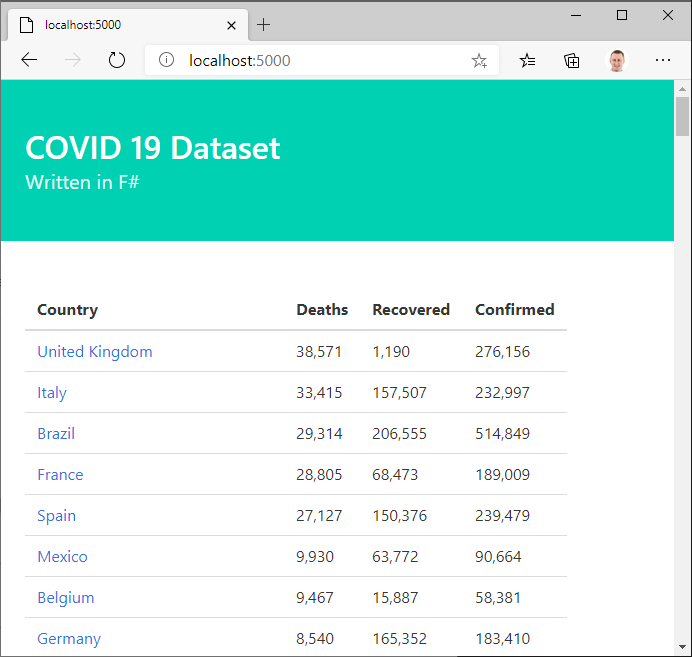 localhost:5000
localhost:5000
COVID 19 Dataset
Written in F#
Country Deaths Recovered Confirmed
United Kingdom 38,571 1,190 276,156
Italy 33,415 157,507 232,997
Brazil 29,314 206,555 514,849
France 28,805 68,473 189,009
Spain 27,127 150,376 239,479
Mexico 9,930 63,772 90,664
Belgium 9,467 15,887 58,381
Germany 8,540 165,352 183,410